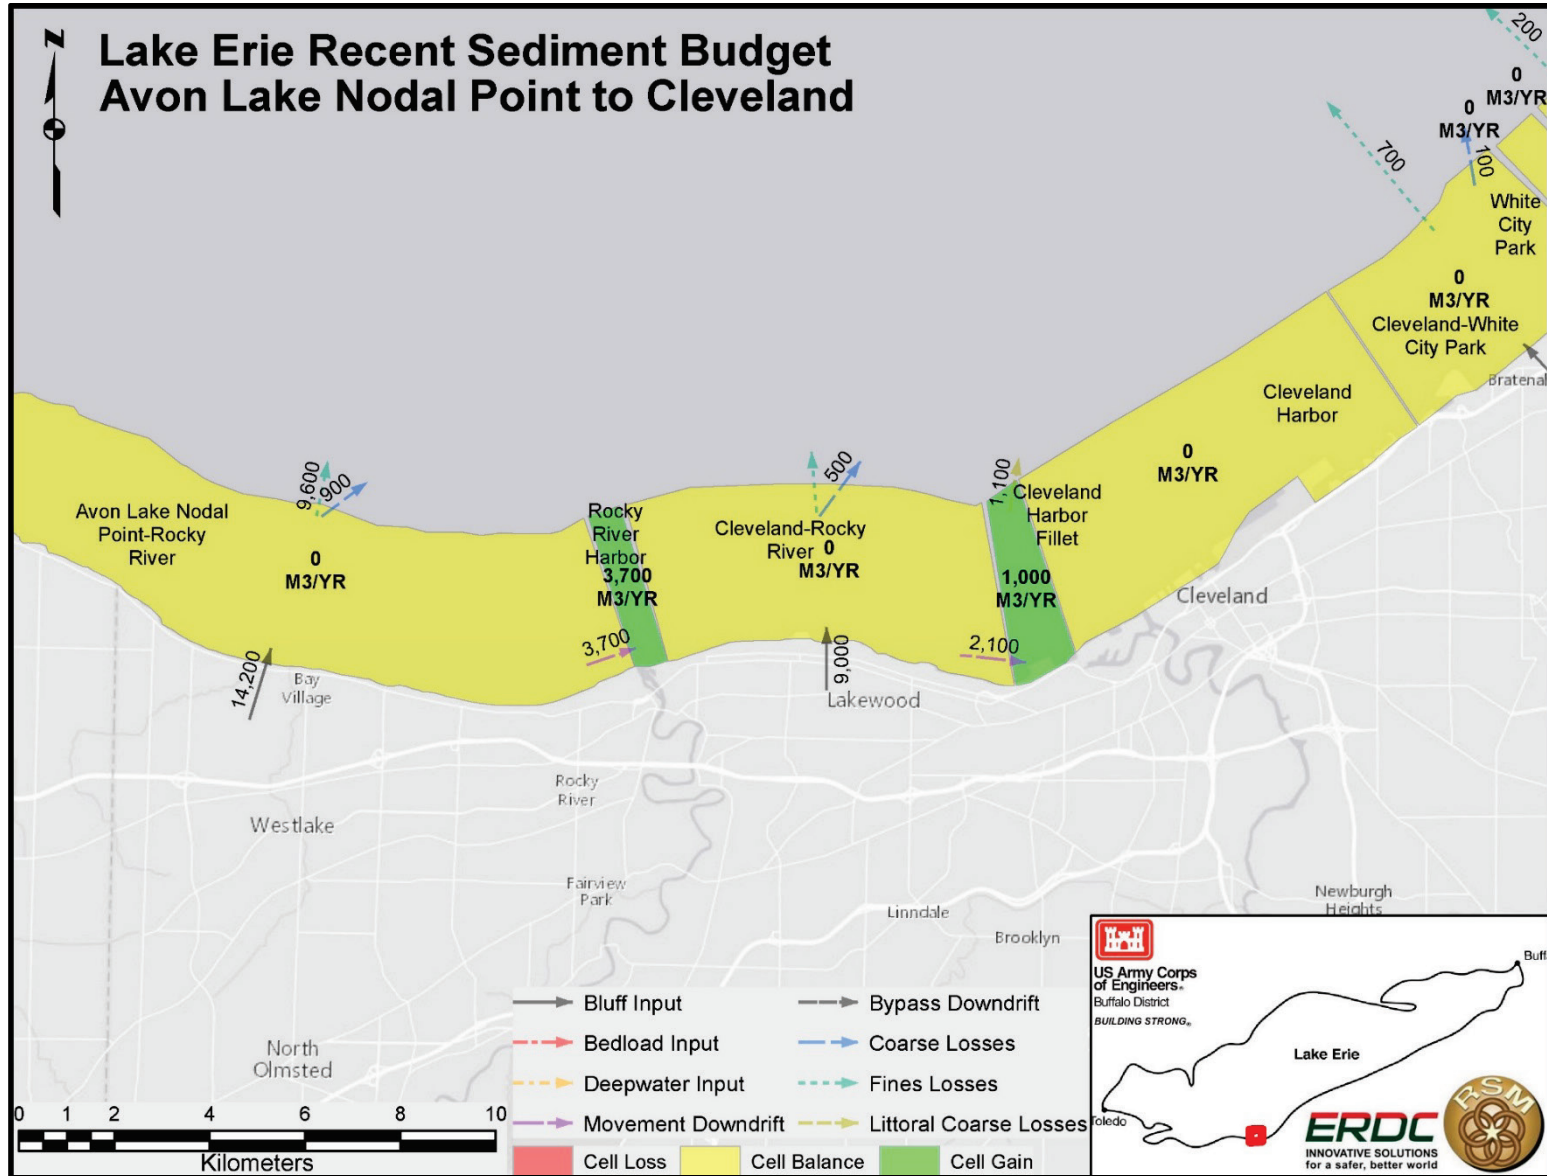 Lake Erie Recent Sediment Budget
Avon Lake Nodal Point to Cleveland
N
200
0
M3/YR
0
M3/YR
700
100
White
City
Park
0
M3/YR
Cleveland-White
City Park
Bratenal
Cleveland
Harbor
0
M3/YR
9,600
900
500
1,100
Avon Lake Nodal
Point-Rocky
River
0
M3/YR
Rocky
River
Harbor
3,700
M3/YR
Cleveland-Rocky
River
0
M3/YR
Cleveland
Harbor
Fillet
1,000
M3/YR
Cleveland
3,700
2,100
14,200
9,000
Bay
Village
Lakewood
Rocky
River
Westlake
Fairview
Park
Linndale
Brooklyn
Newburgh
Heights
North
Olmsted
0 1 2 4 6 8 10
Kilometers
Bluff Input
Bypass Downdrift
Bedload Input
Coarse Losses
Deepwater Input
Fines Losses
Movement Downdrift
Littoral Coarse Losses
Cell Loss
Cell Balance
Cell Gain
US Army Corps
of Engineers®
Buffalo District
BUILDING STRONG®
Buff
Lake Erie
Toledo
ERDC
INNOVATIVE SOLUTIONS
for a safer, better world
RSM